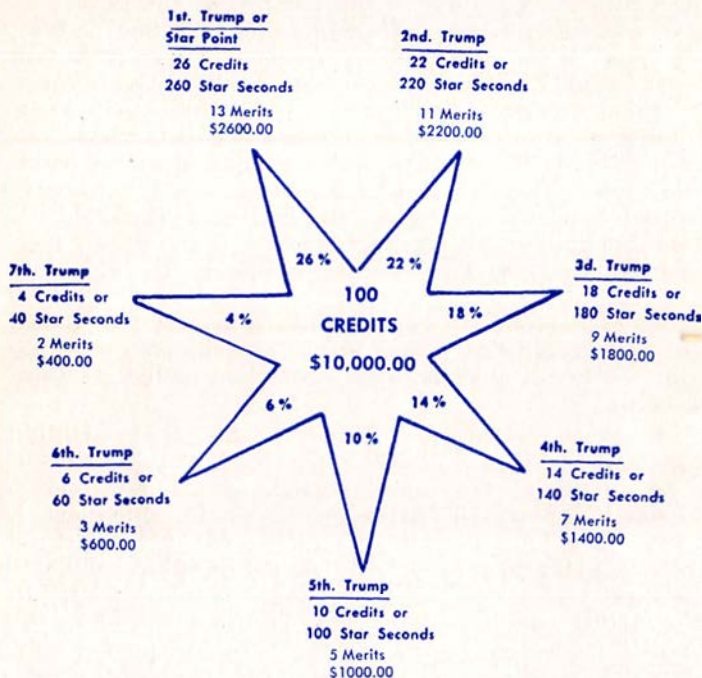 1st. Trump or
Star Point
26 Credits
260 Star Seconds
13 Merits
$2600.00
2nd. Trump
22 Credits or
220 Star Seconds
11 Merits
$2200.00
26 %
22 %
7th. Trump
4 Credits or
40 Star Seconds
2 Merits
$400.00
4 %
100
CREDITS
$10,000.00
18 %
3d. Trump
18 Credits or
180 Star Seconds
9 Merits
$1800.00
6 %
10 %
14 %
6th. Trump
6 Credits or
60 Star Seconds
3 Merits
$600.00
4th. Trump
14 Credits or
140 Star Seconds
7 Merits
$1400.00
5th. Trump
10 Credits or
100 Star Seconds
5 Merits
$1000.00